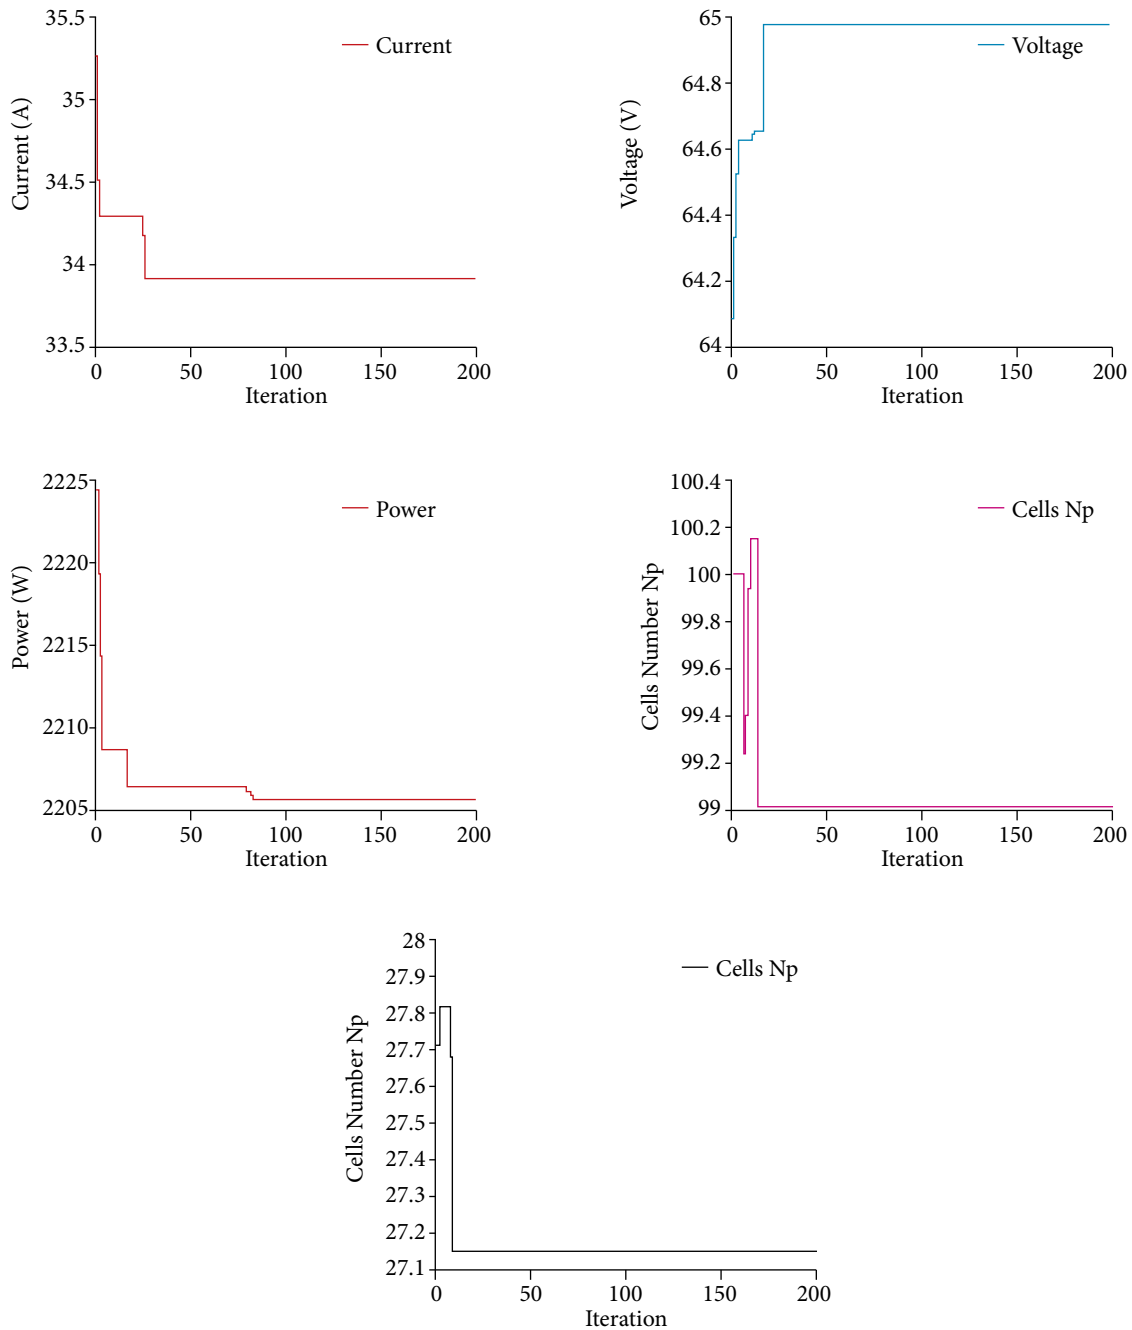 Current (A)
35.5
35
34.5
34
33.5
Current
0 50 100 150 200
Iteration
Voltage (V)
65
64.8
64.6
64.4
64.2
64
Voltage
0 50 100 150 200
Iteration
Power (W)
2225
2220
2215
2210
2205
Power
0 50 100 150 200
Iteration
Cells Number Np
100.4
100.2
100
99.8
99.6
99.4
99.2
99
Cells Np
0 50 100 150 200
Iteration
Cells Number Np
28
27.9
27.8
27.7
27.6
27.5
27.4
27.3
27.2
27.1
Cells Np
0 50 100 150 200
Iteration